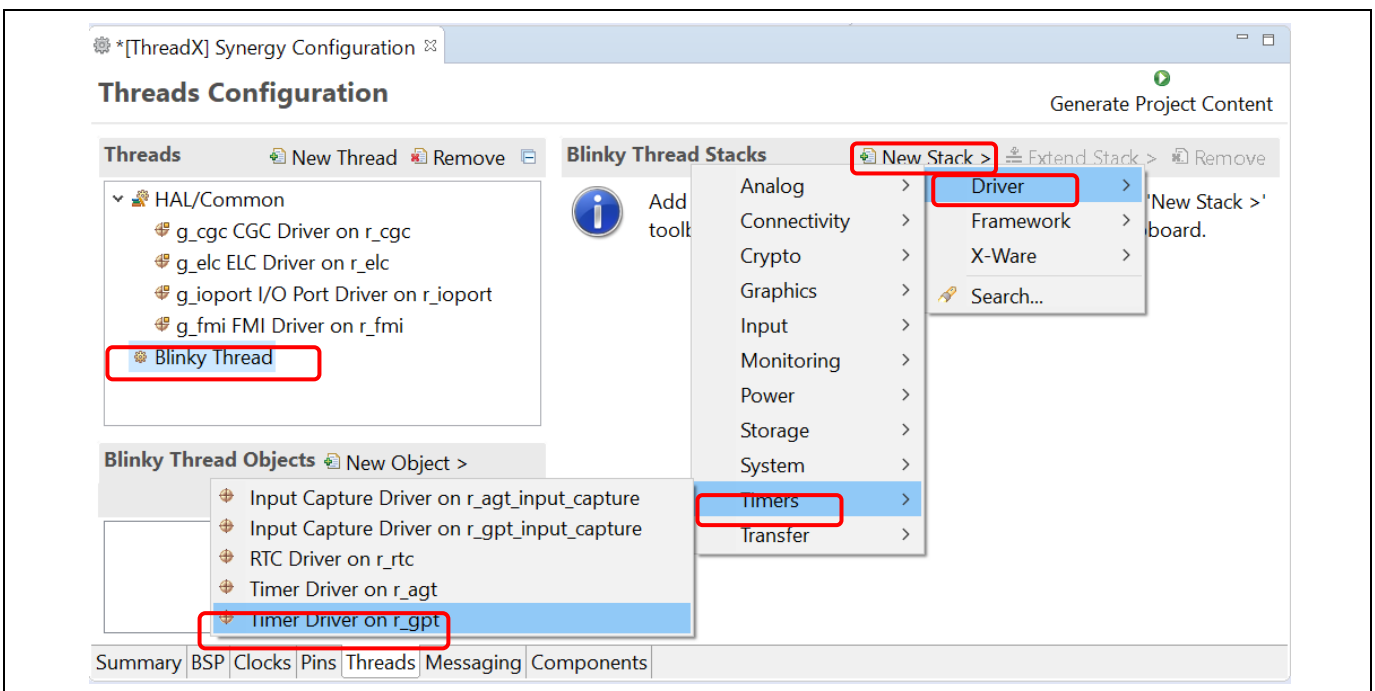 *[ThreadX] Synergy Configuration
Threads Configuration
Generate Project Content
Threads
New Thread
Remove
HAL/Common
g_cgc CGC Driver on r_cgc
g_elc ELC Driver on r_elc
g_ioport I/O Port Driver on r_ioport
g_fmi FMI Driver on r_fmi
Blinky Thread
Blinky Thread Stacks
New Stack >
Extend Stack >
Remove
Add
'New Stack >'
Driver >
Framework >
X-Ware >
Search...
Analog >
Connectivity >
Crypto >
Graphics >
Input >
Monitoring >
Power >
Storage >
System >
Timers >
Transfer >
Blinky Thread Objects
New Object >
Input Capture Driver on r_agt_input_capture
Input Capture Driver on r_gpt_input_capture
RTC Driver on r_rtc
Timer Driver on r_agt
Timer Driver on r_gpt
Summary BSP Clocks Pins Threads Messaging Components